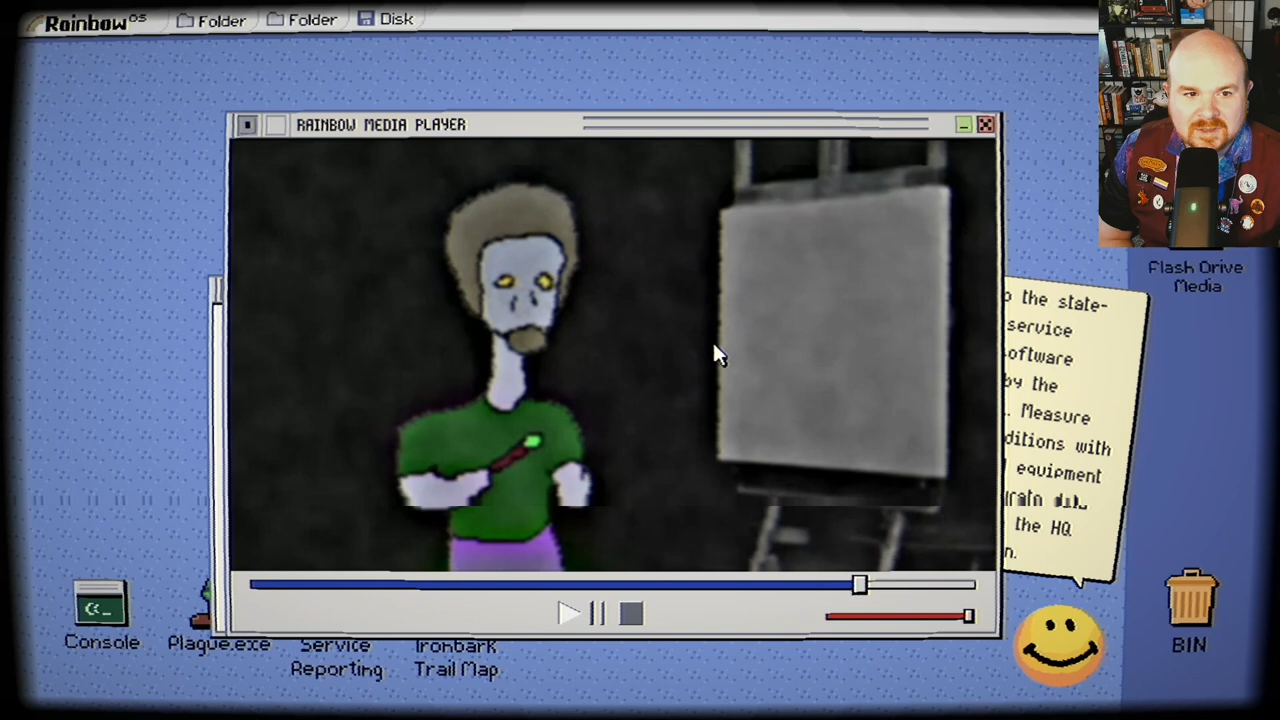 RainbowOS
Folder
Folder
Disk
RAINBOW MEDIA PLAYER
Flash Drive
Media
the state-
service
oftware
by the
Measure
ditions with
equipment
the HQ
n.
Console
Plague.exe
Service
Reporting
Ironbark
Trail Map
BIN